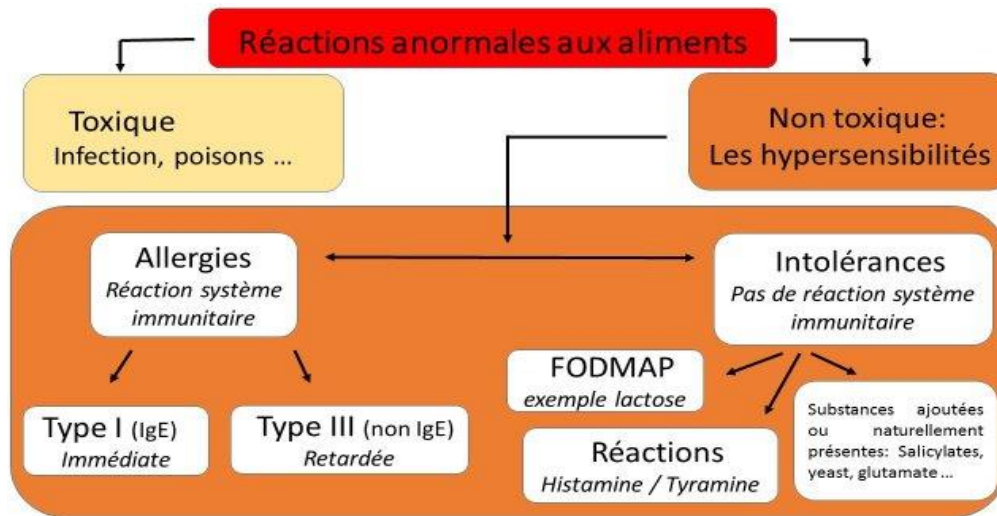 Réactions anormales aux aliments
Toxique
Infection, poisons ...
Non toxique:
Les hypersensibilités
Allergies
Réaction système
immunitaire
Intolérances
Pas de réaction système
immunitaire
Type I (IgE)
Immédiate
Type III (non IgE)
Retardée
FODMAP
exemple lactose
Réactions
Histamine / Tyramine
Substances ajoutées
ou naturellement
présentes: Salicylates,
yeast, glutamate ...